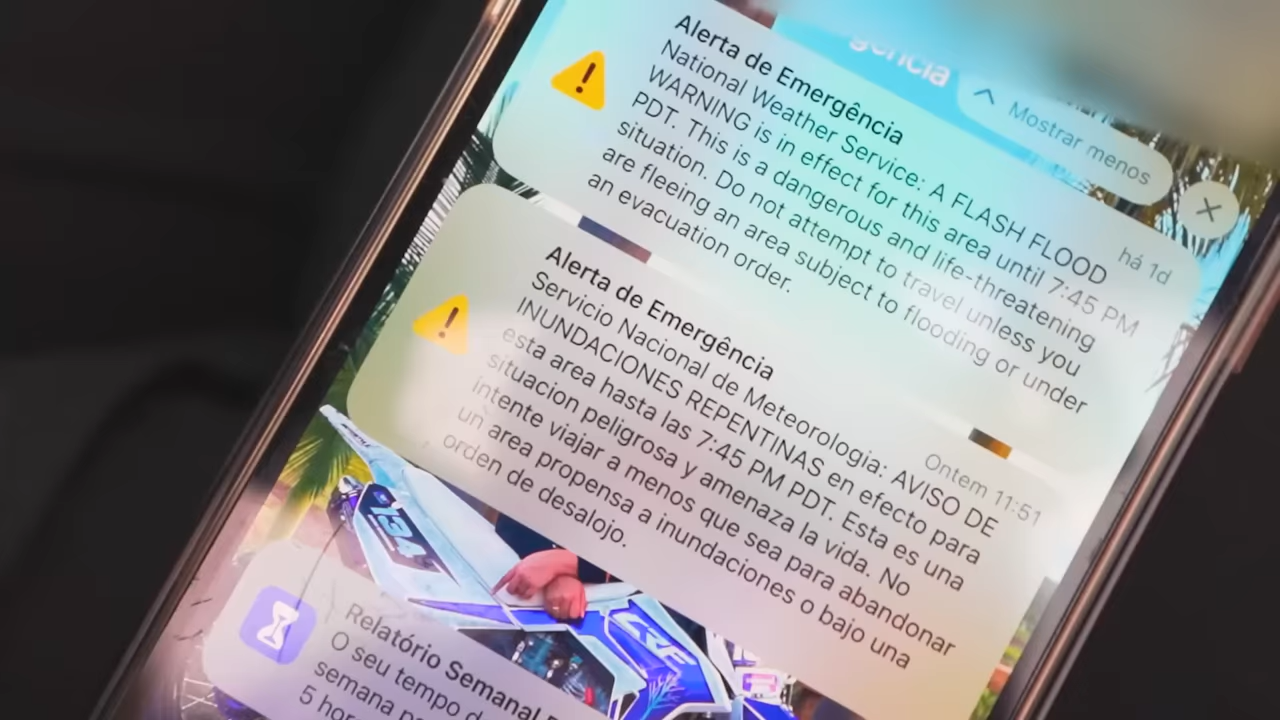 gência
Mostrar menos
Alerta de Emergência
há 1d
National Weather Service: A FLASH FLOOD
WARNING is in effect for this area until 7:45 PM
PDT. This is a dangerous and life-threatening
situation. Do not attempt to travel unless you
are fleeing an area subject to flooding or under
an evacuation order.
Alerta de Emergência
Ontem 11:51
Servicio Nacional de Meteorologia: AVISO DE
INUNDACIONES REPENTINAS en efecto para
esta area hasta las 7:45 PM PDT. Esta es una
situacion peligrosa y amenaza la vida. No
intente viajar a menos que sea para abandonar
un area propensa a inundaciones o bajo una
orden de desalojo.
134
CRF
Relatório Semanal
O seu tempo d
semana p
5 hor